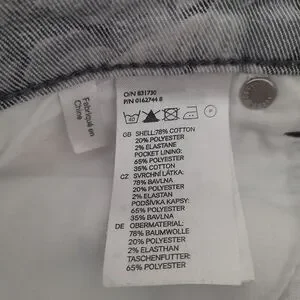 O/N 831730
P/N 0162744 8
40
GB SHELL:78% COTTON
20% POLYESTER
2% ELASTANE
POCKET LINING:
65% POLYESTER
35% COTTON
CZ SVRCHNÍ LÁTKA:
78% BAVLNA
20% POLYESTER
2% ELASTAN
PODŠÍVKA KAPSY:
65% POLYESTER
35% BAVLNA
DE OBERMATERIAL:
78% BAUMWOLLE
20% POLYESTER
2% ELASTHAN
TASCHENFUTTER:
65% POLYESTER
Fabriqué en
Chine